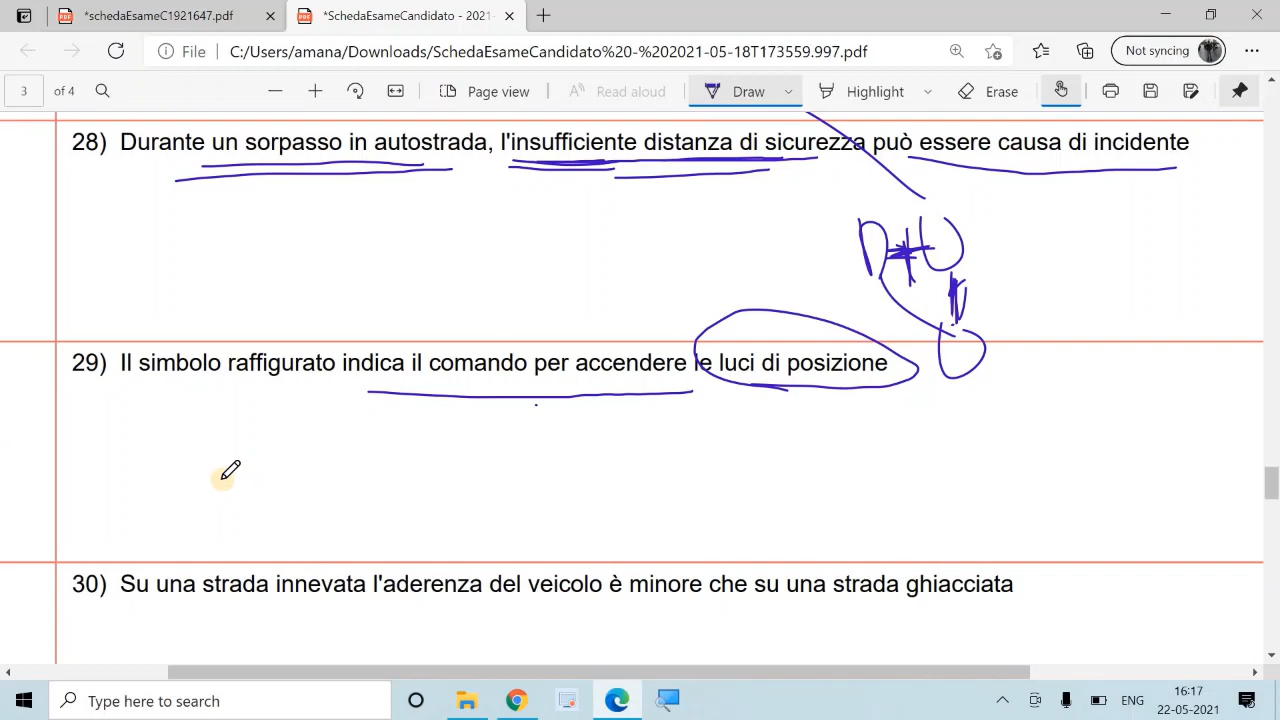 *schedaEsameC1921647.pdf
*SchedaEsameCandidato - 2021-
File
C:/Users/amana/Downloads/SchedaEsameCandidato%20-%202021-05-18T173559.997.pdf
Not syncing
3 of 4
Page view
Read aloud
Draw
Highlight
Erase
28) Durante un sorpasso in autostrada, l'insufficiente distanza di sicurezza può essere causa di incidente
29) Il simbolo raffigurato indica il comando per accendere le luci di posizione
30) Su una strada innevata l'aderenza del veicolo è minore che su una strada ghiacciata
Type here to search
ENG
16:17
22-05-2021